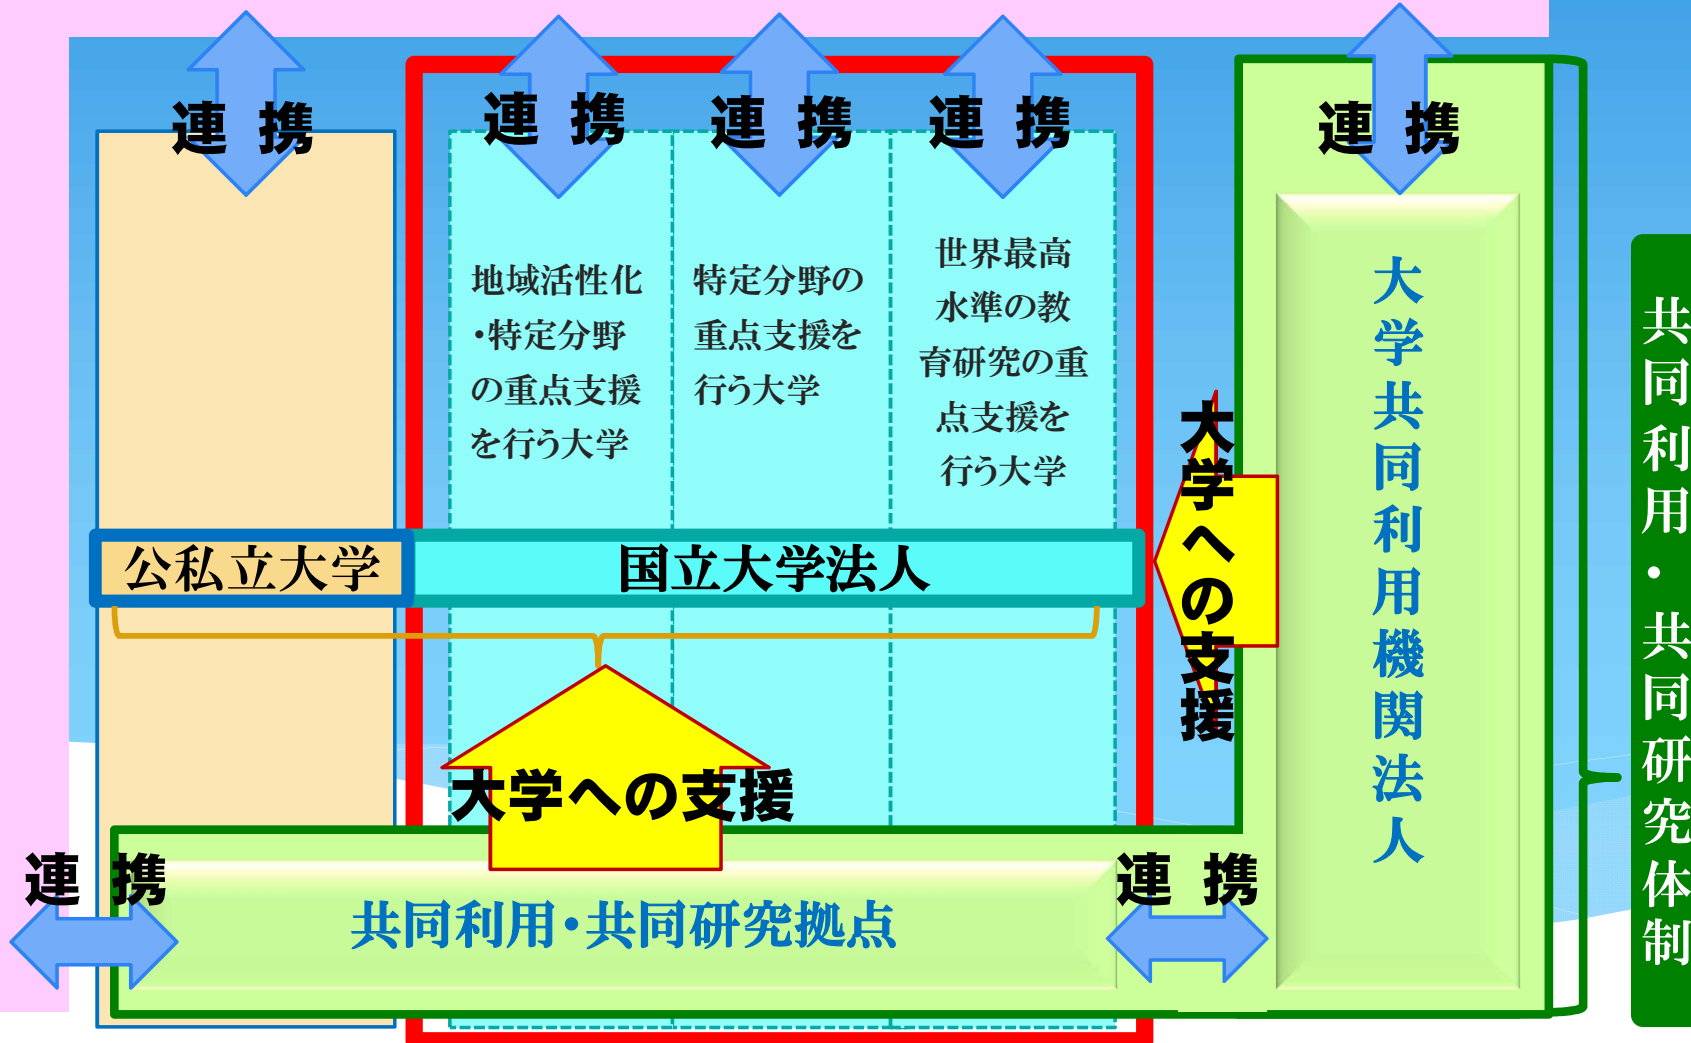 連 携
連 携
連 携
連 携
連 携
地域活性化
・特定分野
の重点支援
を行う大学
特定分野の
重点支援を
行う大学
世界最高
水準の教
育研究の重
点支援を
行う大学
公私立大学
国立大学法人
大学への支援
大学共同利用機関法人
共同利用・共同研究体制
大学への支援
連 携
共同利用・共同研究拠点
連 携